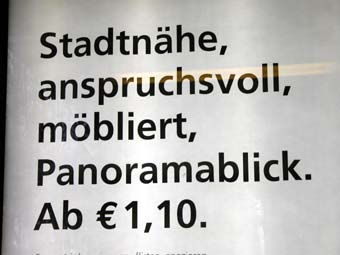 Stadtnähe,
anspruchsvoll,
möbliert,
Panoramablick.
Ab € 1,10.